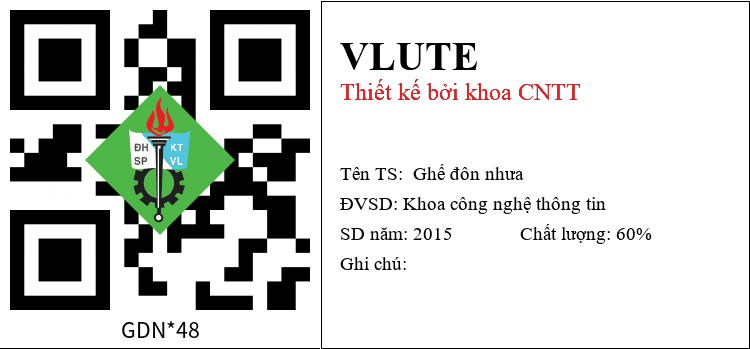 ĐH KT
SP VL
GDN*48
VLUTE
Thiết kế bởi khoa CNTT
Tên TS: Ghế đôn nhưa
ĐVSD: Khoa công nghệ thông tin
SD năm: 2015 Chất lượng: 60%
Ghi chú: